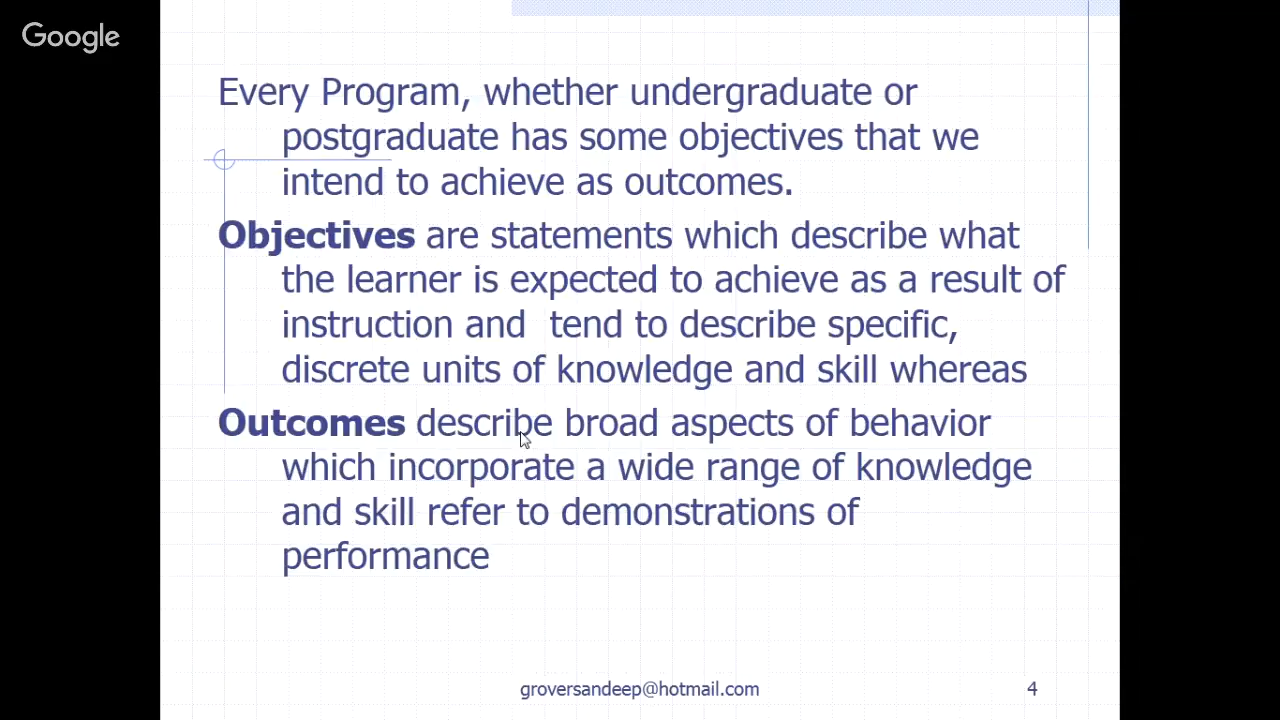 Google
Every Program, whether undergraduate or
postgraduate has some objectives that we
intend to achieve as outcomes.
Objectives are statements which describe what
the learner is expected to achieve as a result of
instruction and  tend to describe specific,
discrete units of knowledge and skill whereas
Outcomes describe broad aspects of behavior
which incorporate a wide range of knowledge
and skill refer to demonstrations of
performance
groversandeep@hotmail.com 4